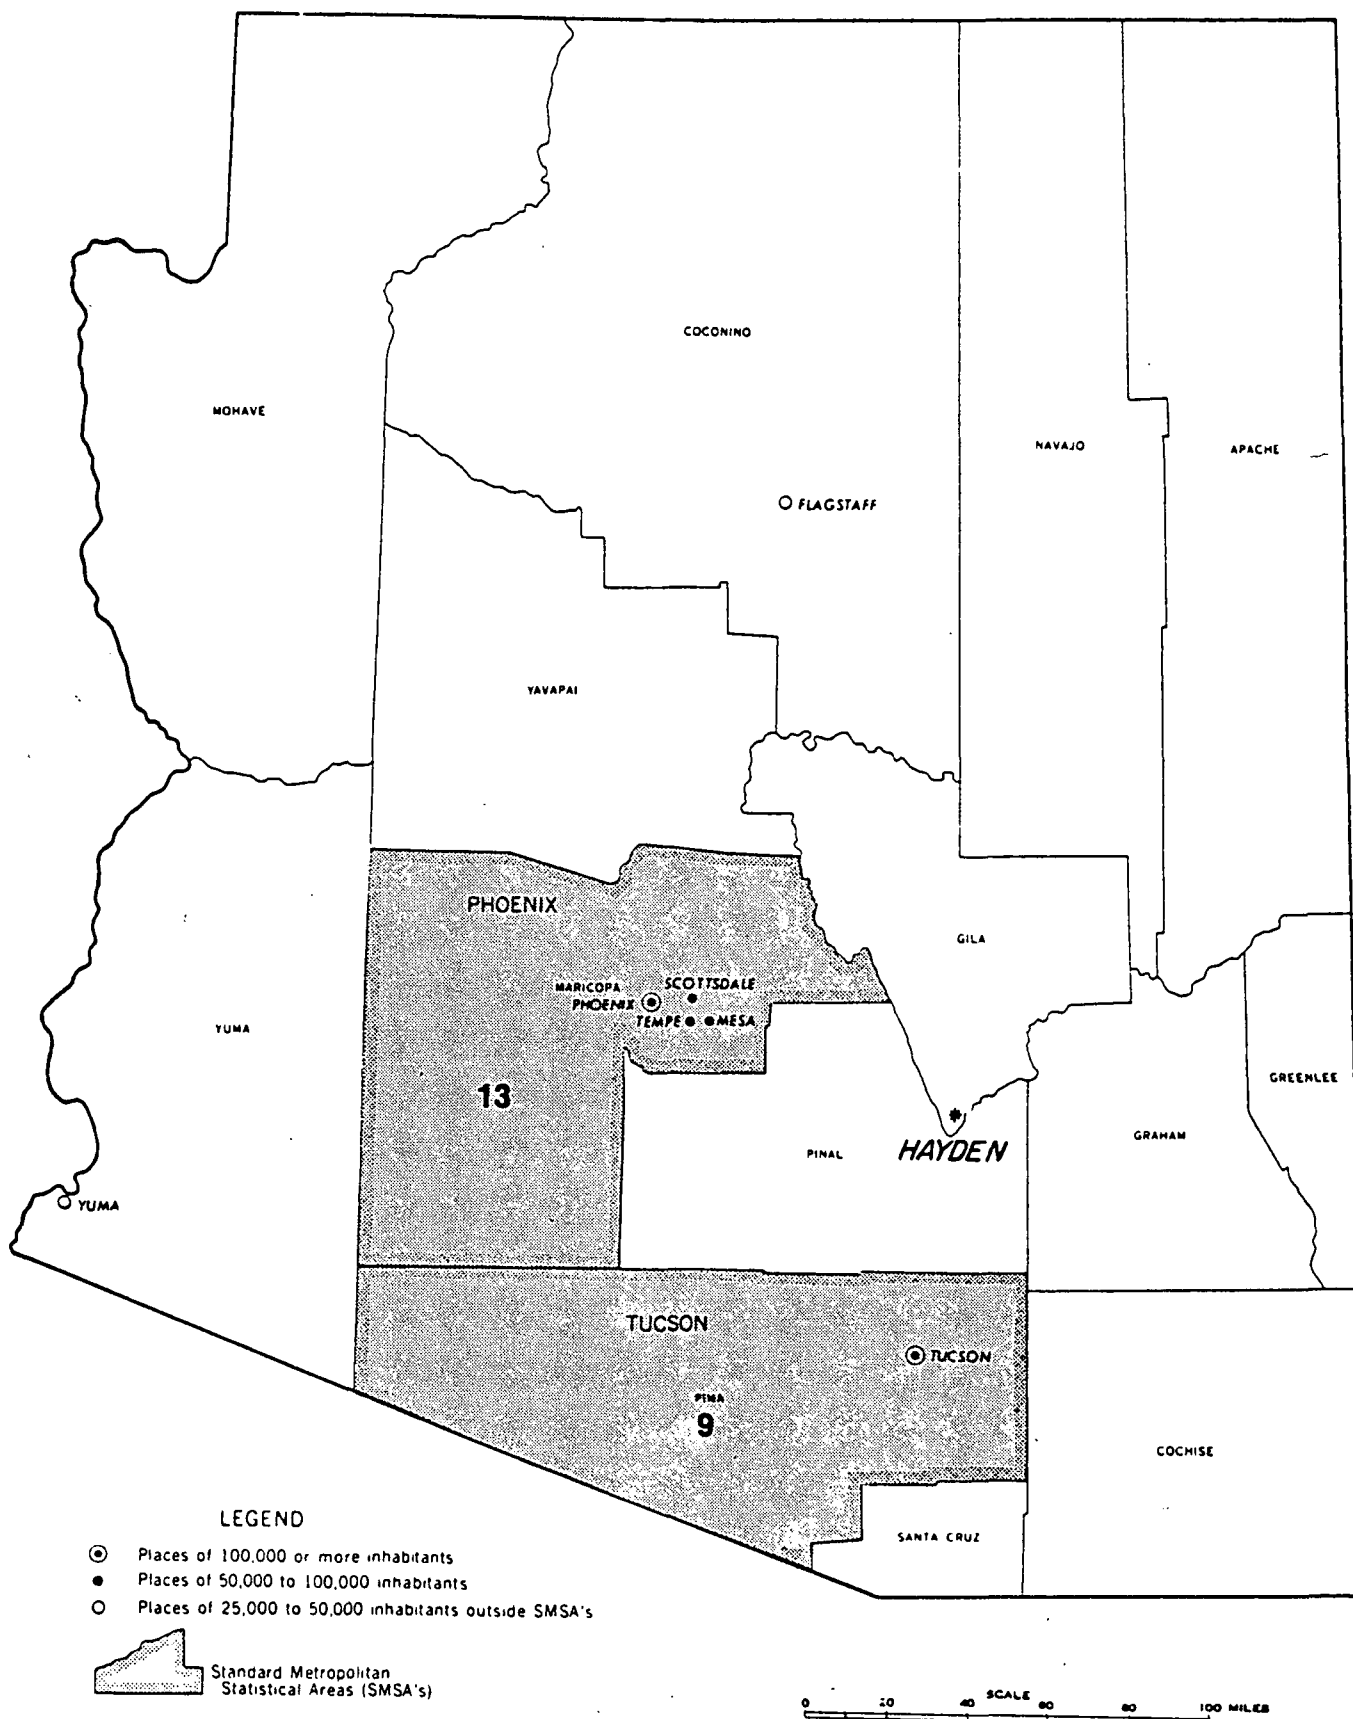 COCONINO
MOHAVE
NAVAJO
APACHE
FLAGSTAFF
YAVAPAI
PHOENIX
GILA
MARICOPA
SCOTTSDALE
PHOENIX
TEMPE
MESA
YUMA
GREENLEE
13
HAYDEN
PINAL
GRAHAM
YUMA
TUCSON
TUCSON
PIMA
9
COCHISE
SANTA CRUZ
LEGEND
Places of 100,000 or more inhabitants
Places of 50,000 to 100,000 inhabitants
Places of 25,000 to 50,000 inhabitants outside SMSA's
Standard Metropolitan
Statistical Areas (SMSA's)
SCALE
0 20 40 60 80 100 MILES